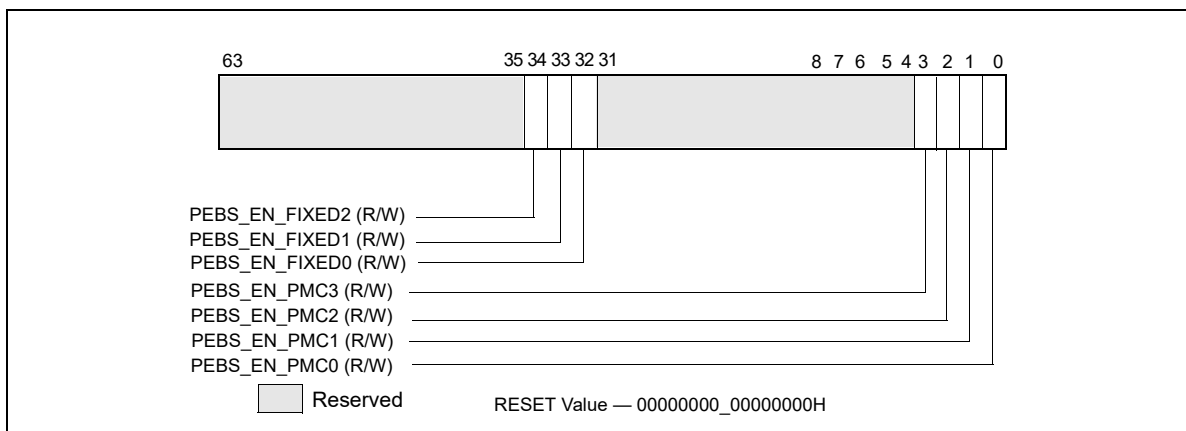 63 35 34 33 32 31 8 7 6 5 4 3 2 1 0
PEBS_EN_FIXED2 (R/W)
PEBS_EN_FIXED1 (R/W)
PEBS_EN_FIXED0 (R/W)
PEBS_EN_PMC3 (R/W)
PEBS_EN_PMC2 (R/W)
PEBS_EN_PMC1 (R/W)
PEBS_EN_PMC0 (R/W)
Reserved RESET Value — 00000000_00000000H